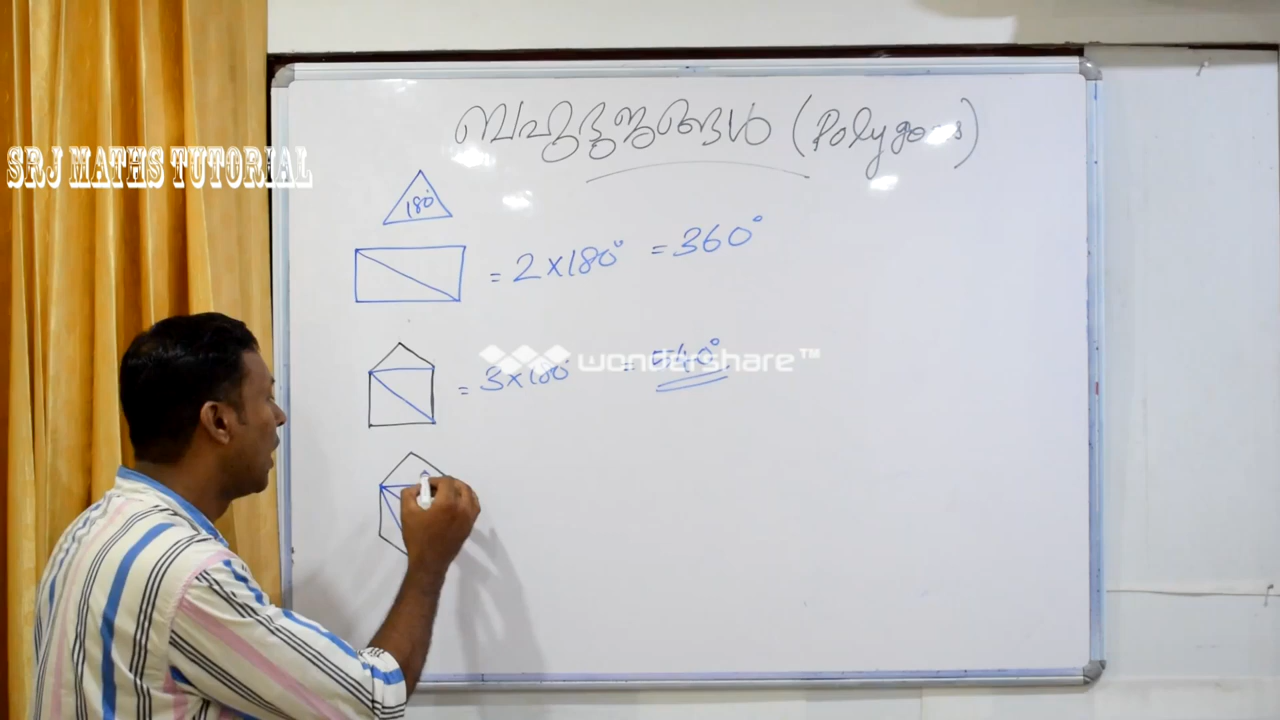 ബഹുഭുജങ്ങൾ (Polygons)
SRJ MATHS TUTORIAL
180°
= 2×180° = 360°
= 3×180° = 540°
wondershare™